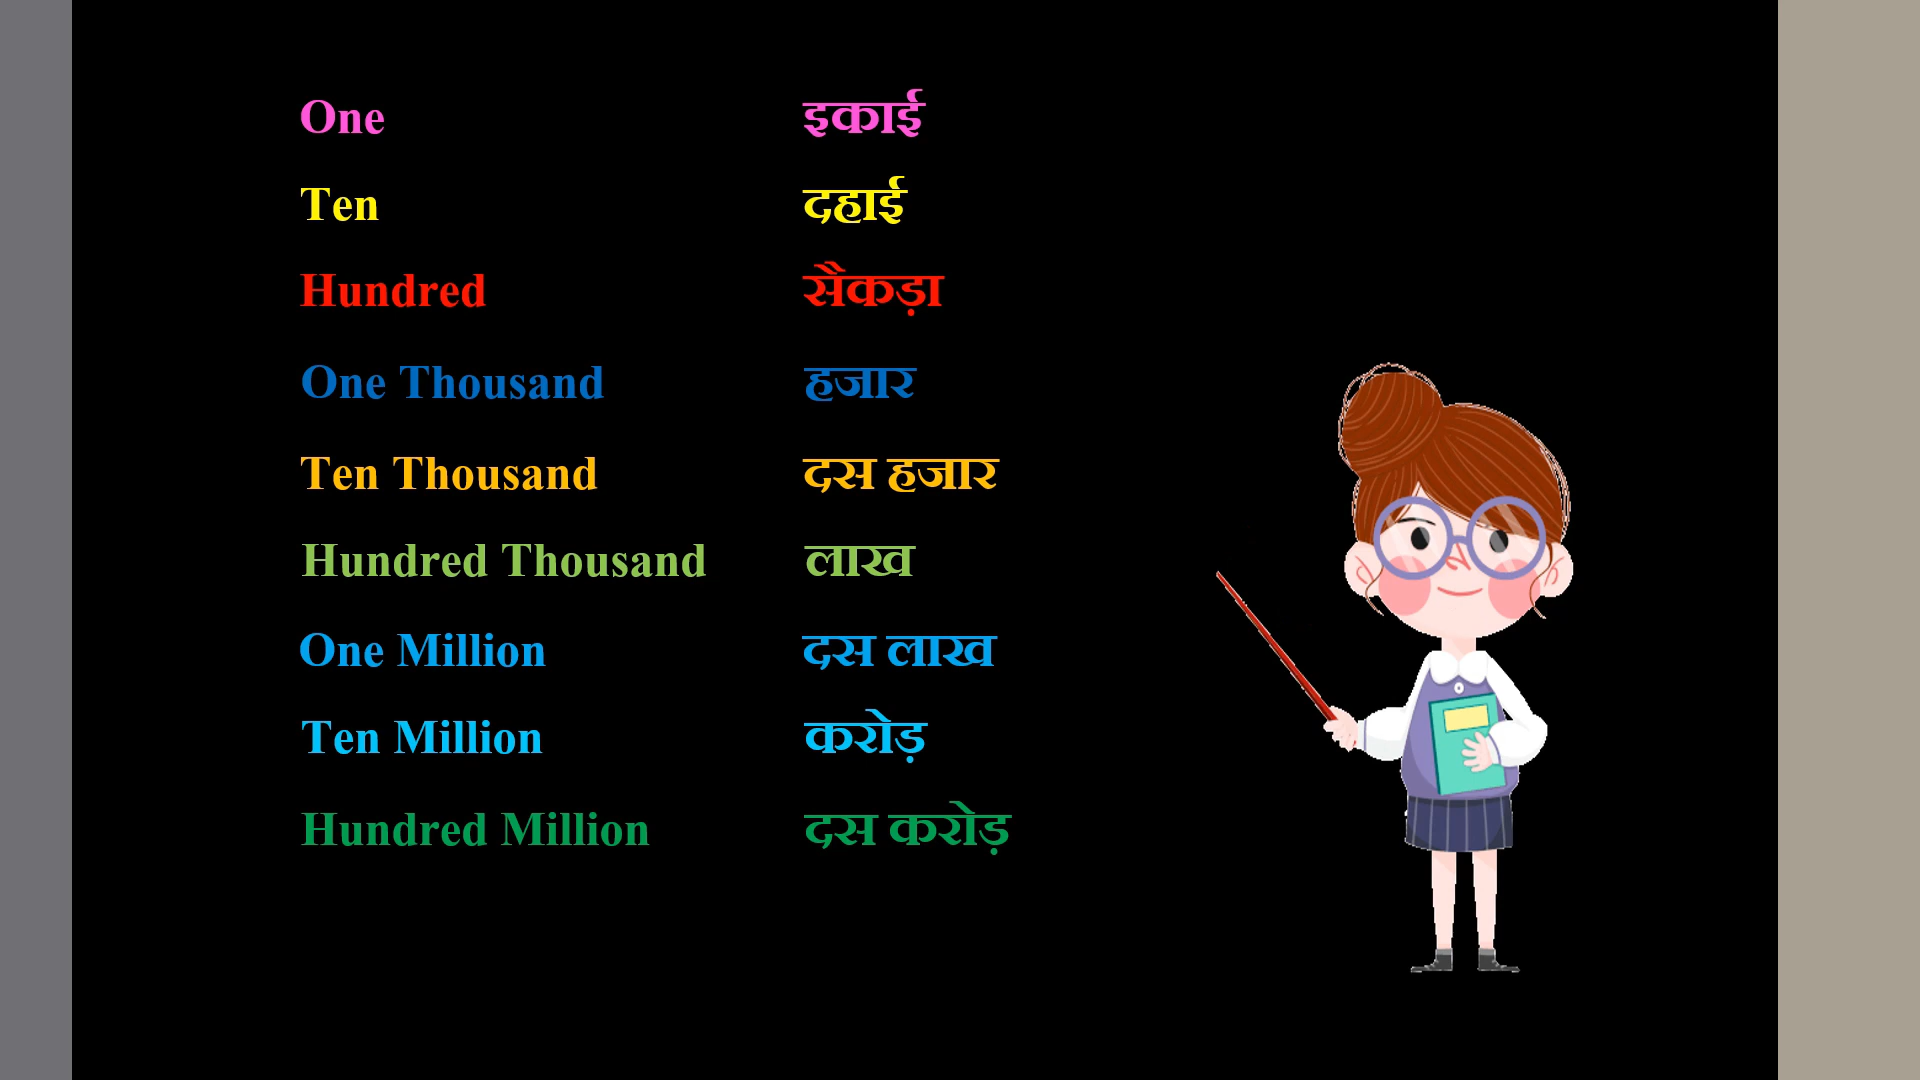 One इकाई
Ten दहाई
Hundred सैकड़ा
One Thousand हजार
Ten Thousand दस हजार
Hundred Thousand लाख
One Million दस लाख
Ten Million करोड़
Hundred Million दस करोड़